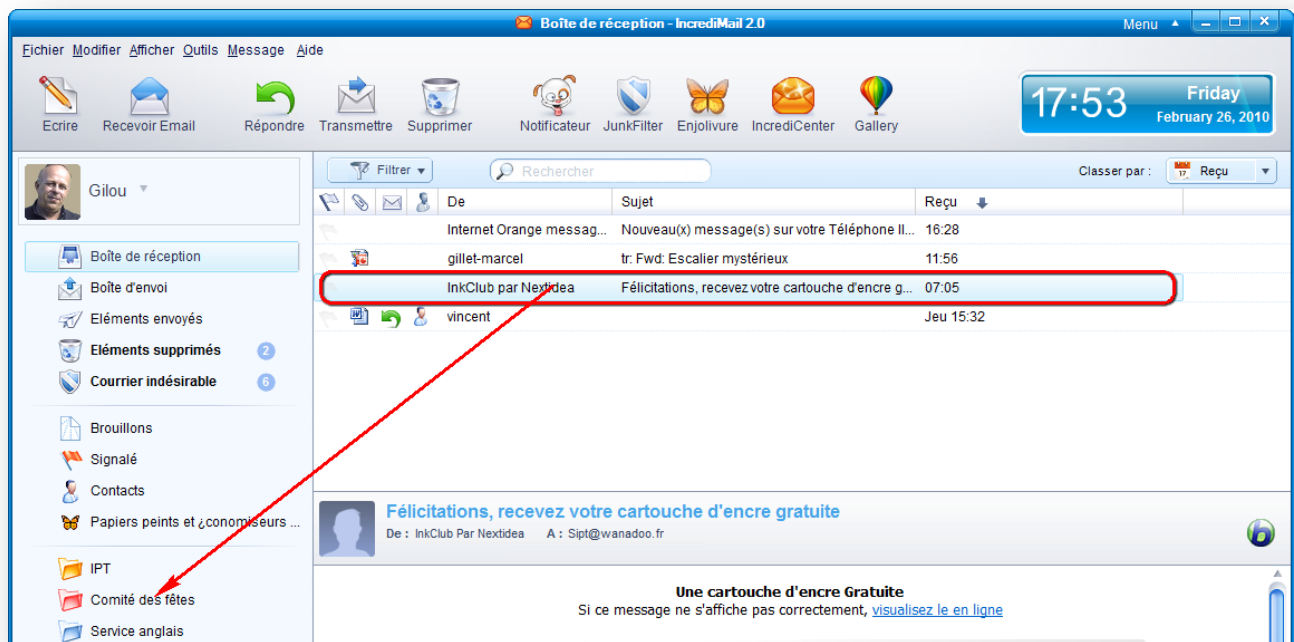 Boîte de réception - IncrediMail 2.0 Menu
Fichier Modifier Afficher Outils Message Aide
Ecrire Recevoir Email Répondre Transmettre Supprimer Notificateur JunkFilter Enjolivure IncrediCenter Gallery
17:53 Friday
February 26, 2010
Gilou
Filtrer Rechercher Classer par : 17 Reçu
De Sujet Reçu
Internet Orange messag... Nouveau(x) message(s) sur votre Téléphone II... 16:28
gillet-marcel tr: Fwd: Escalier mystérieux 11:56
InkClub par Nextidea Félicitations, recevez votre cartouche d'encre g... 07:05
vincent Jeu 15:32
Boîte de réception
Boîte d'envoi
Eléments envoyés
Eléments supprimés 2
Courrier indésirable 6
Brouillons
Signalé
Contacts
Papiers peints et ¿conomiseurs ...
IPT
Comité des fêtes
Service anglais
Félicitations, recevez votre cartouche d'encre gratuite
De : InkClub Par Nextidea A : Sipt@wanadoo.fr
Une cartouche d'encre Gratuite
Si ce message ne s'affiche pas correctement, visualisez le en ligne